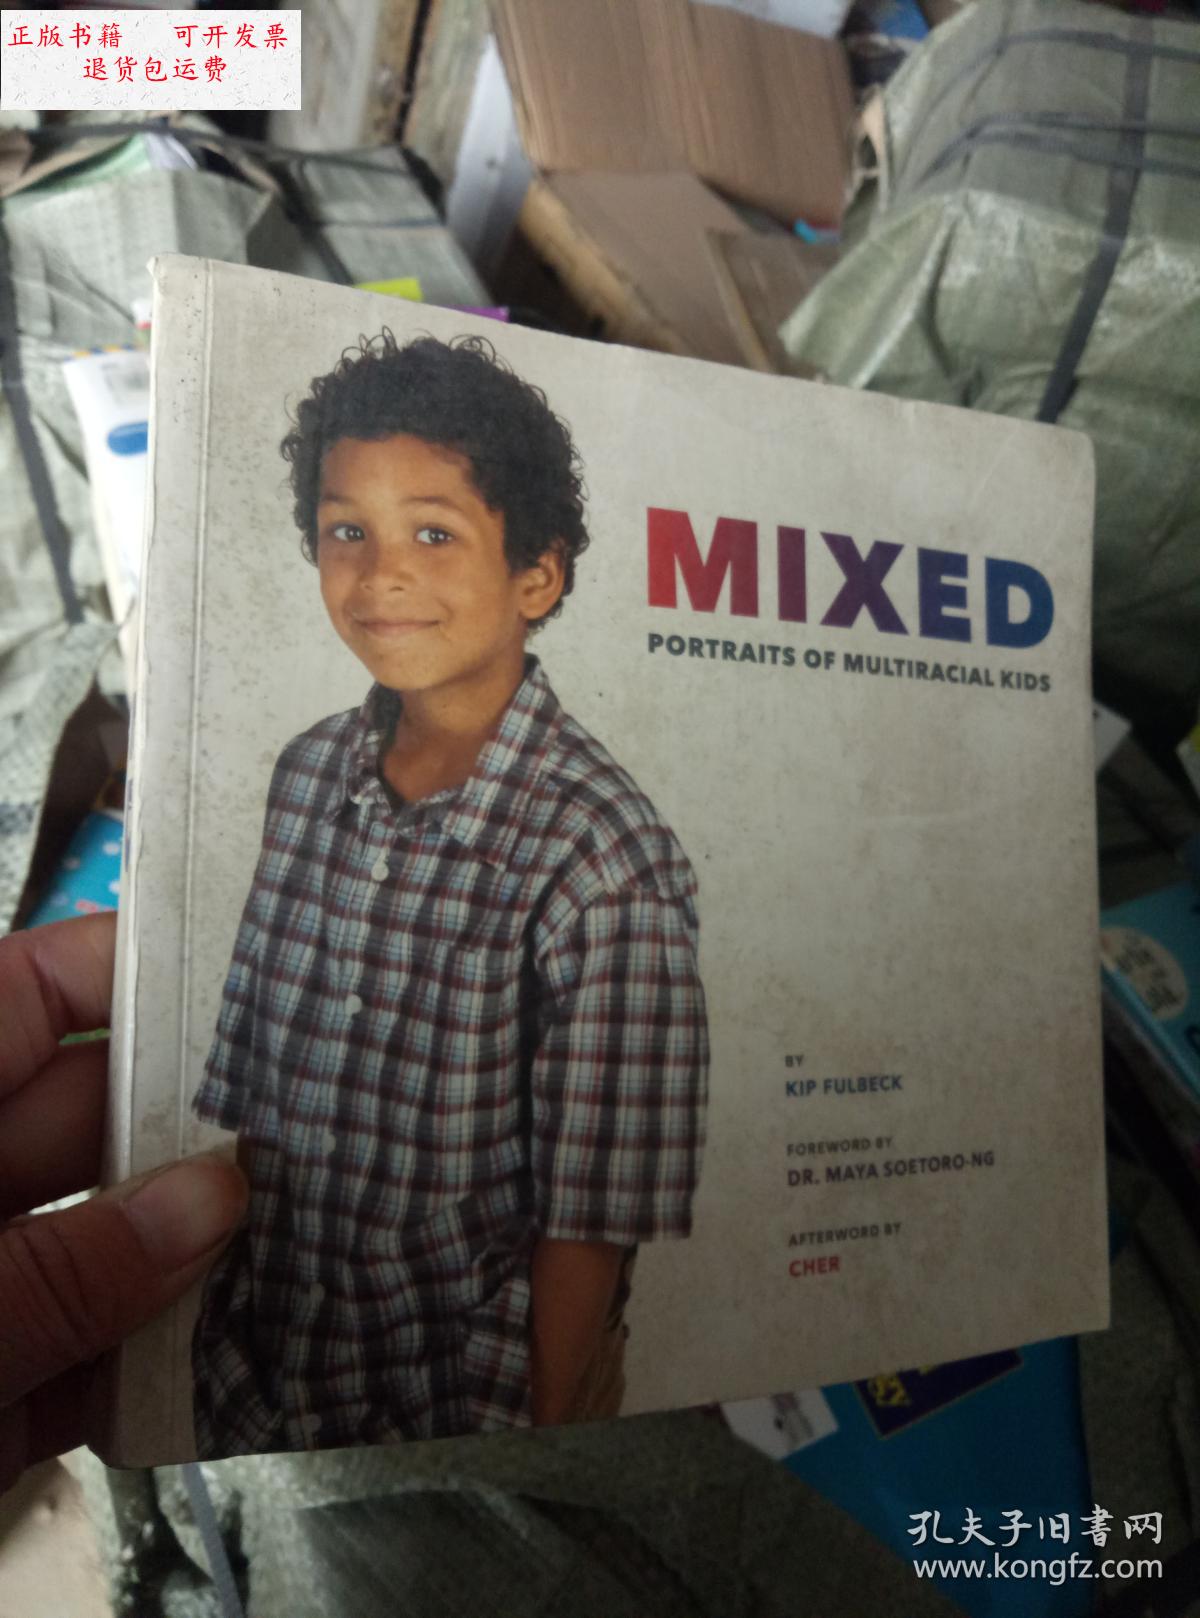 正版书籍 可开发票
退货包运费
MIXED
PORTRAITS OF MULTIRACIAL KIDS
BY
KIP FULBECK
FOREWORD BY
DR. MAYA SOETORO-NG
AFTERWORD BY
CHER
孔夫子旧書网
www.kongfz.com